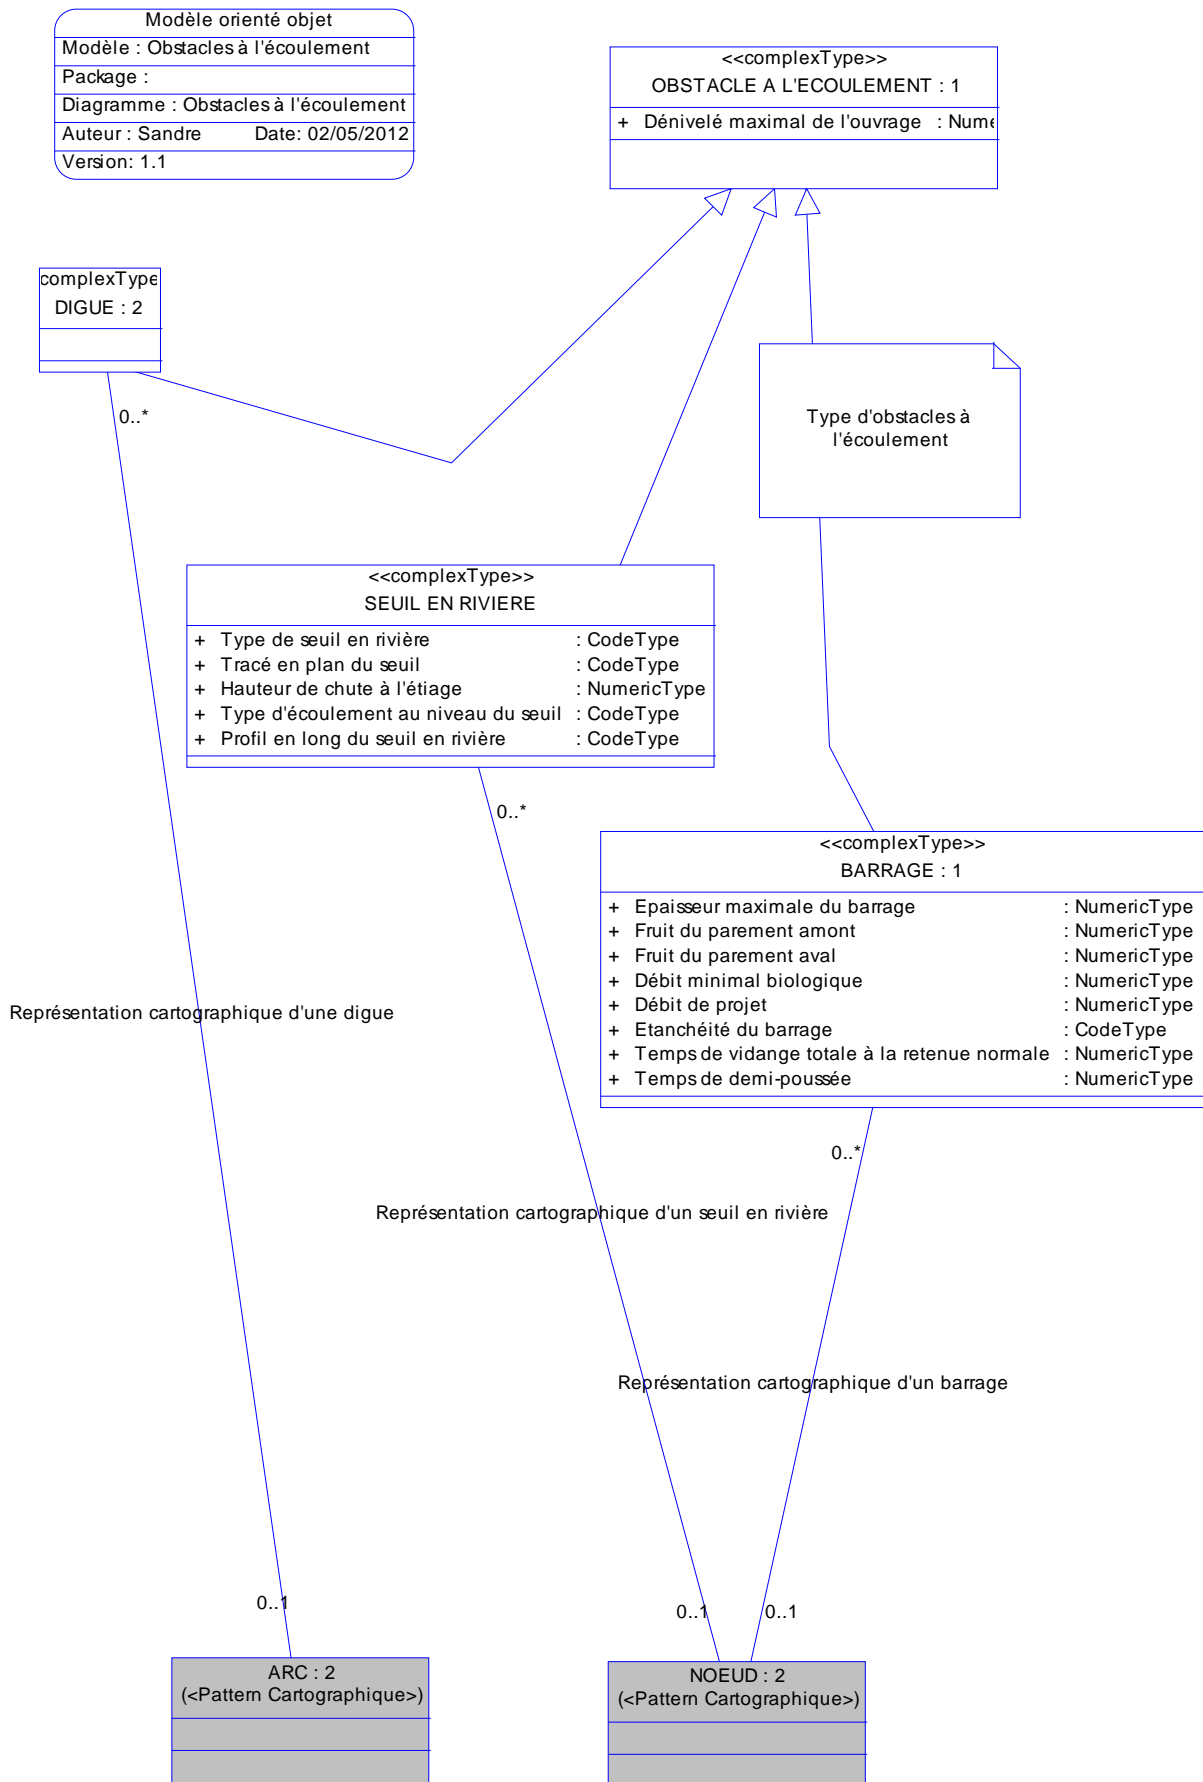 Modèle orienté objet
Modèle : Obstacles à l'écoulement
Package :
Diagramme : Obstacles à l'écoulement
Auteur : Sandre Date: 02/05/2012
Version: 1.1
<<complexType>>
OBSTACLE A L'ECOULEMENT : 1
+ Dénivelé maximal de l'ouvrage : Nume
complexType
DIGUE : 2
0..*
Type d'obstacles à
l'écoulement
<<complexType>>
SEUIL EN RIVIERE
+ Type de seuil en rivière : CodeType
+ Tracé en plan du seuil : CodeType
+ Hauteur de chute à l'étiage : NumericType
+ Type d'écoulement au niveau du seuil : CodeType
+ Profil en long du seuil en rivière : CodeType
0..*
<<complexType>>
BARRAGE : 1
+ Epaisseur maximale du barrage : NumericType
+ Fruit du parement amont : NumericType
+ Fruit du parement aval : NumericType
+ Débit minimal biologique : NumericType
+ Débit de projet : NumericType
+ Etanchéité du barrage : CodeType
+ Temps de vidange totale à la retenue normale : NumericType
+ Temps de demi-poussée : NumericType
Représentation cartographique d'une digue
0..*
Représentation cartographique d'un seuil en rivière
Représentation cartographique d'un barrage
0..1
0..1
0..1
ARC : 2
(<Pattern Cartographique>)
NOEUD : 2
(<Pattern Cartographique>)